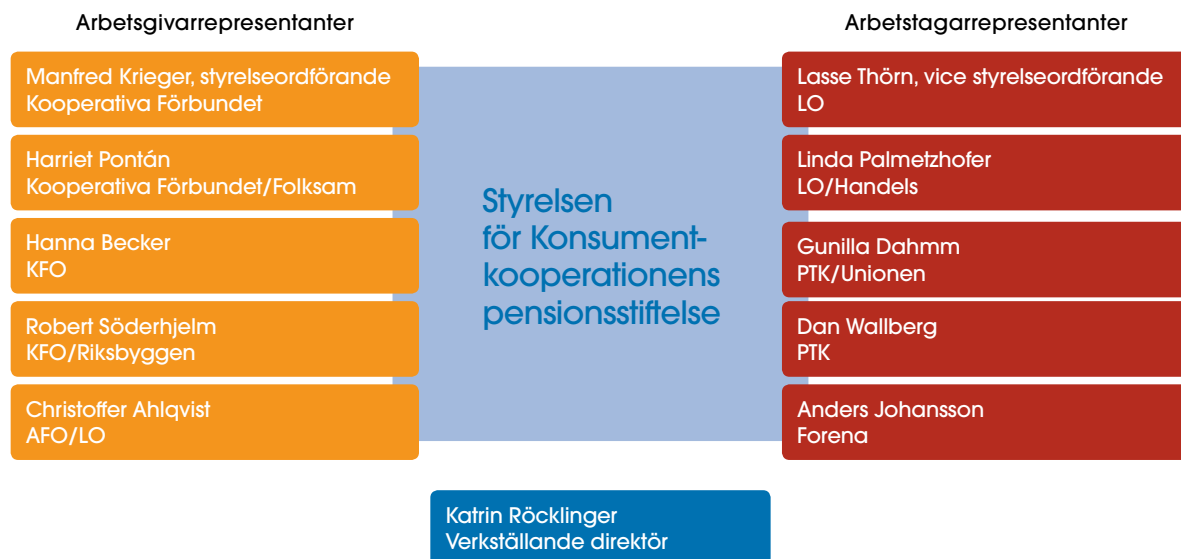 Arbetsgivarrepresentanter
Manfred Krieger, styrelseordförande
Kooperativa Förbundet
Harriet Pontán
Kooperativa Förbundet/Folksam
Hanna Becker
KFO
Robert Söderhjelm
KFO/Riksbyggen
Christoffer Ahlqvist
AFO/LO
Styrelsen
för Konsument-
kooperationens
pensionsstiftelse
Arbetstagarrepresentanter
Lasse Thörn, vice styrelseordförande
LO
Linda Palmetzhofer
LO/Handels
Gunilla Dahmm
PTK/Unionen
Dan Wallberg
PTK
Anders Johansson
Forena
Katrin Röcklinger
Verkställande direktör